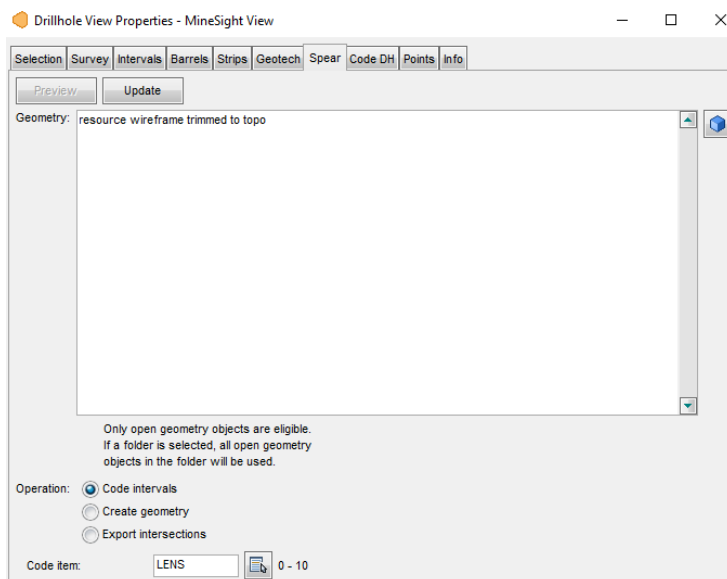 Drillhole View Properties - MineSight View
Selection Survey Intervals Barrels Strips Geotech Spear Code DH Points Info
Preview Update
Geometry: resource wireframe trimmed to topo
Only open geometry objects are eligible.
If a folder is selected, all open geometry
objects in the folder will be used.
Operation: Code intervals
Create geometry
Export intersections
Code item: LENS 0 - 10